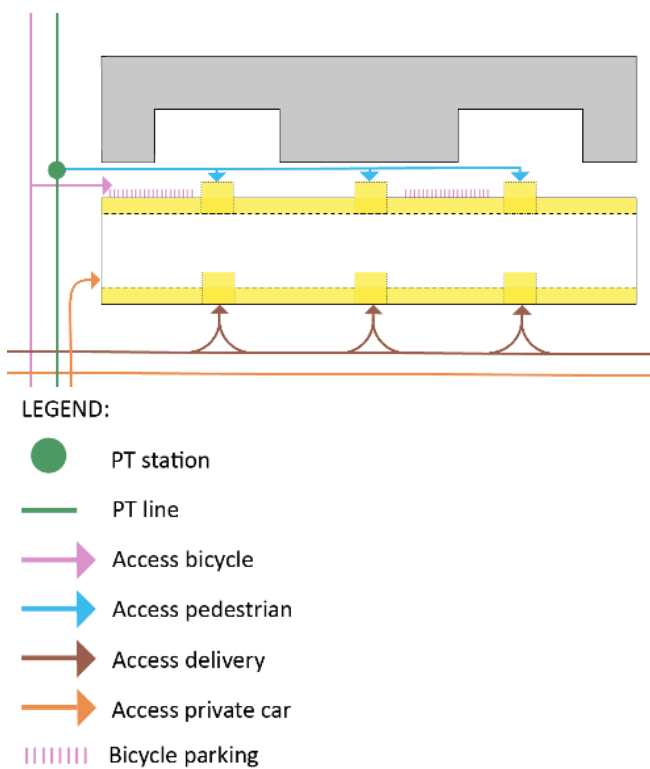 LEGEND:
PT station
PT line
Access bicycle
Access pedestrian
Access delivery
Access private car
Bicycle parking